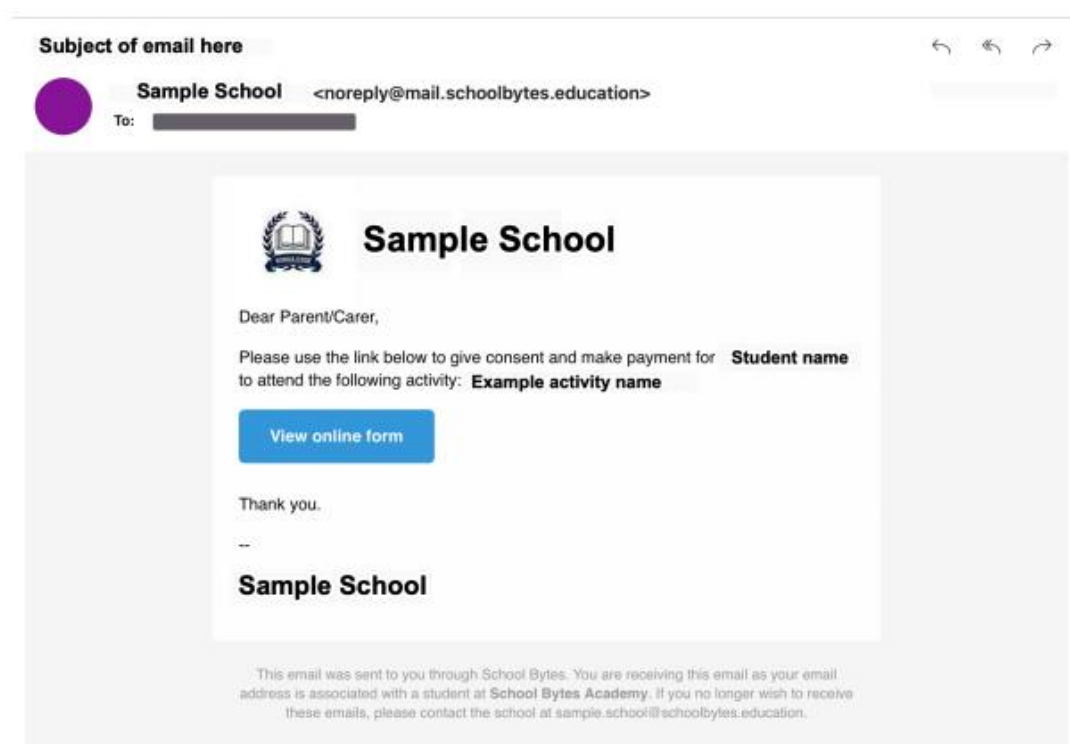 Subject of email here
Sample School <noreply@mail.schoolbytes.education>
To:
Sample School
Dear Parent/Carer,
Please use the link below to give consent and make payment for Student name
to attend the following activity: Example activity name
View online form
Thank you.
--
Sample School
This email was sent to you through School Bytes. You are receiving this email as your email
address is associated with a student at School Bytes Academy. If you no longer wish to receive
these emails, please contact the school at sample.school@schoolbytes.education.